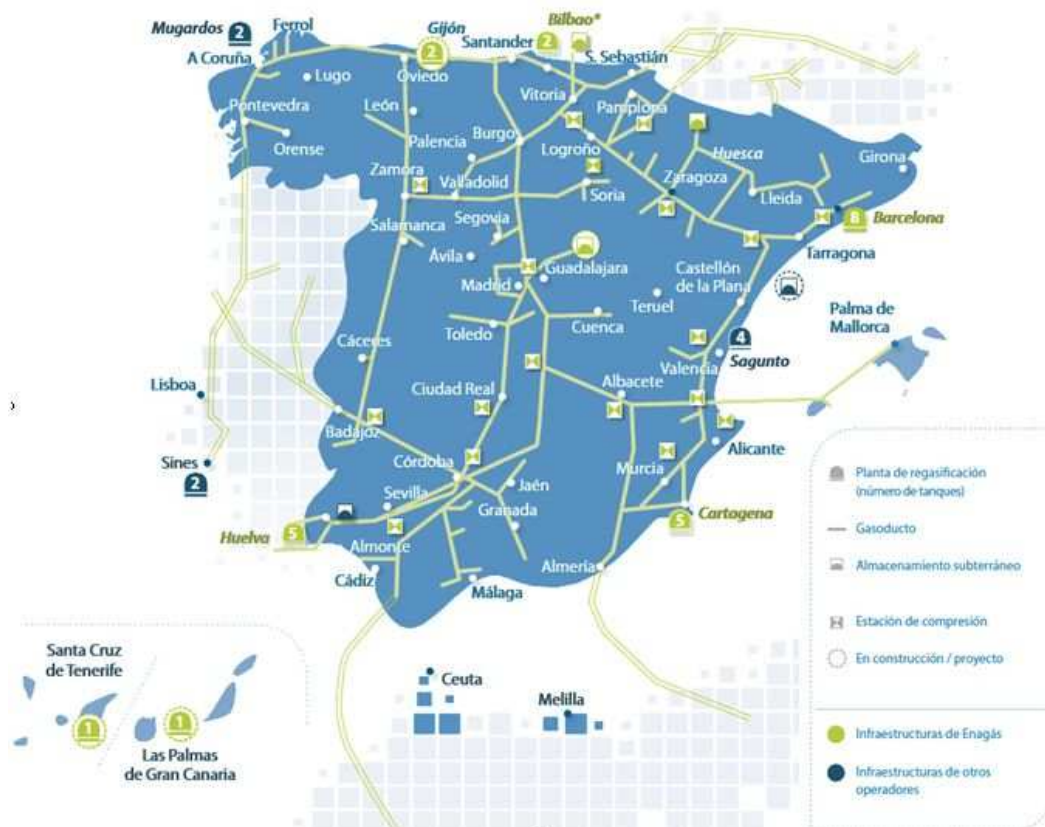 Mugardos
2
Ferrol
Gijón
2
Bilbao*
Santander
2
A Coruña
Oviedo
S. Sebastián
Lugo
León
Vitoria
Pamplona
Pontevedra
Palencia
Burgo
Orense
Logroño
Huesca
Girona
Zamora
Valladolid
Soria
Zaragoza
Lleida
Segovia
Salamanca
8
Barcelona
Ávila
Guadalajara
Tarragona
Madrid
Castellón
de la Plana
Teruel
Toledo
Cuenca
Palma de
Mallorca
Cáceres
4
Sagunto
Valencia
Lisboa
Ciudad Real
Albacete
Badajoz
Alicante
Sines
2
Córdoba
Murcia
Jaén
Sevilla
Granada
5
Cartagena
Huelva
5
Almonte
Almería
Cádiz
Málaga
Planta de regasificación
(número de tanques)
Gasoducto
Almacenamiento subterráneo
Estación de compresión
En construcción / proyecto
Infraestructuras de Enagás
Infraestructuras de otros
operadores
Santa Cruz
de Tenerife
1
1
Las Palmas
de Gran Canaria
Ceuta
Melilla